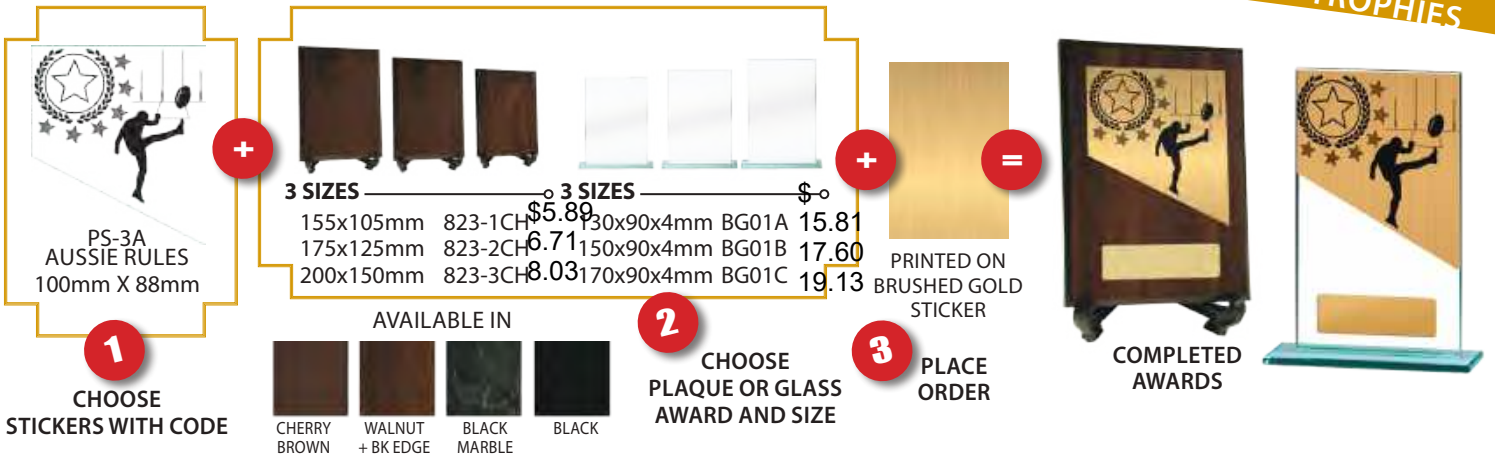 TROPHIES
PS-3A
AUSSIE RULES
100mm X 88mm
1
CHOOSE
STICKERS WITH CODE
+
3 SIZES
155x105mm 823-1CH $5.89
175x125mm 823-2CH 6.71
200x150mm 823-3CH 8.03
3 SIZES $
130x90x4mm BG01A 15.81
150x90x4mm BG01B 17.60
170x90x4mm BG01C 19.13
AVAILABLE IN
CHERRY
BROWN
WALNUT
+ BK EDGE
BLACK
MARBLE
BLACK
2
CHOOSE
PLAQUE OR GLASS
AWARD AND SIZE
+
PRINTED ON
BRUSHED GOLD
STICKER
3
PLACE
ORDER
=
COMPLETED
AWARDS